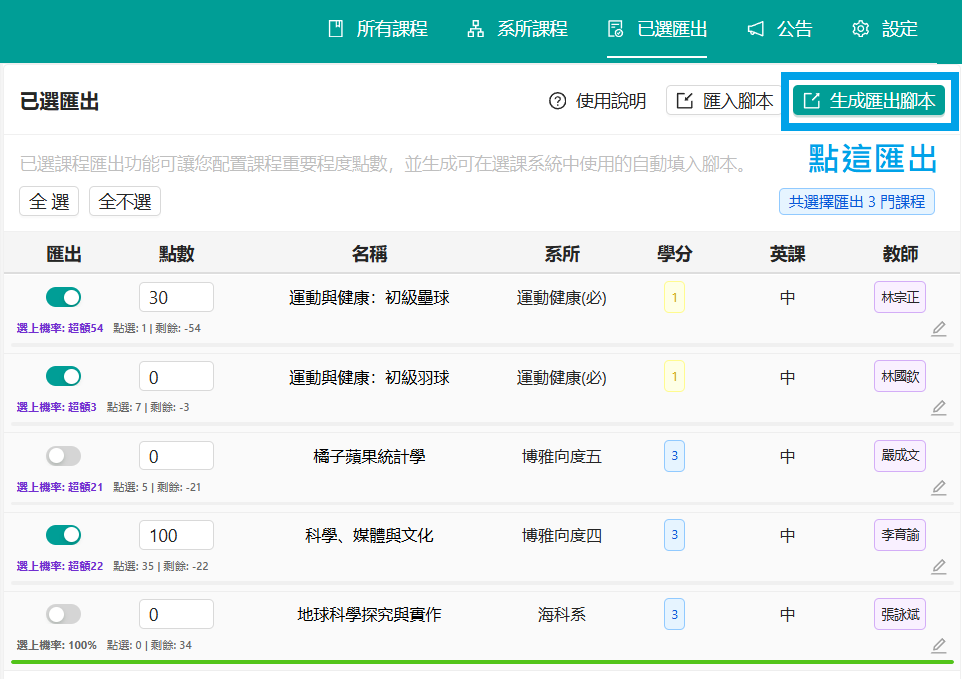 所有課程 系所課程 已選匯出 公告 設定
已選匯出 使用說明 匯入腳本 生成匯出腳本
已選課程匯出功能可讓您配置課程重要程度點數，並生成可在選課系統中使用的自動填入腳本。
點這匯出
全 選 全不選 共選擇匯出 3 門課程
匯出 點數 名稱 系所 學分 英課 教師
30 運動與健康：初級壘球 運動健康(必) 1 中 林宗正
選上機率: 超額54 點選: 1 | 剩餘: -54
0 運動與健康：初級羽球 運動健康(必) 1 中 林國欽
選上機率: 超額3 點選: 7 | 剩餘: -3
0 橘子蘋果統計學 博雅向度五 3 中 嚴成文
選上機率: 超額21 點選: 5 | 剩餘: -21
100 科學、媒體與文化 博雅向度四 3 中 李育諭
選上機率: 超額22 點選: 35 | 剩餘: -22
0 地球科學探究與實作 海科系 3 中 張詠斌
選上機率: 100% 點選: 0 | 剩餘: 34